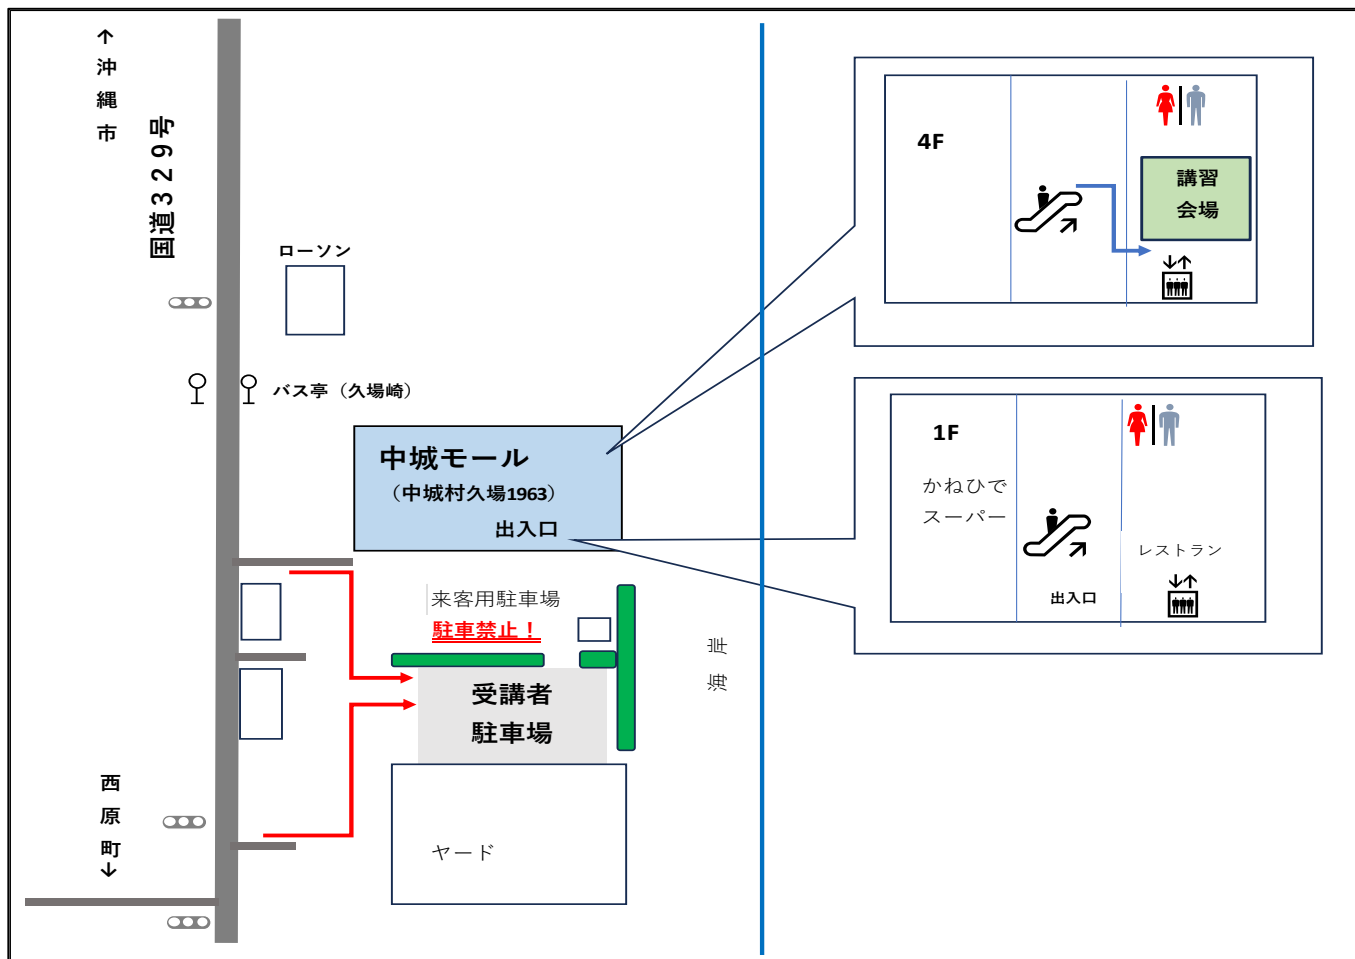 ↑沖縄市
国道329号
ローソン
バス亭（久場崎）
中城モール
（中城村久場1963）
出入口
来客用駐車場
駐車禁止！
受講者
駐車場
ヤード
西原町↓
海岸
4F
講習
会場
1F
かねひで
スーパー
レストラン
出入口